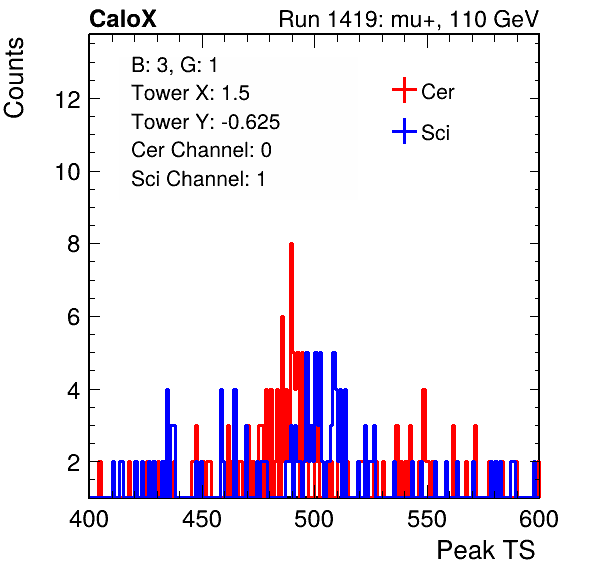 CaloX Run 1419: mu+, 110 GeV
Counts
B: 3, G: 1
Tower X: 1.5
Tower Y: -0.625
Cer Channel: 0
Sci Channel: 1
Cer
Sci
12
10
8
6
4
2
400 450 500 550 600
Peak TS